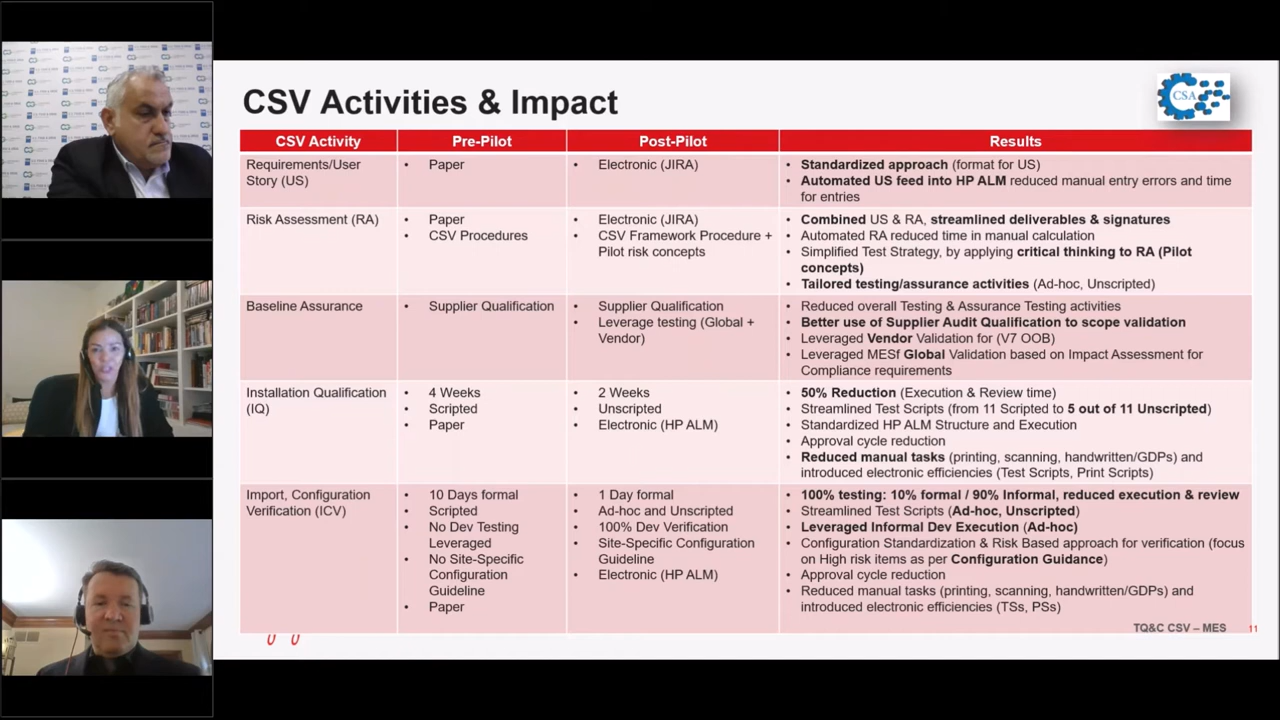 CSV Activities & Impact
CSA
CSV Activity
Pre-Pilot
Post-Pilot
Results
Requirements/User
Story (US)
• Paper
• Electronic (JIRA)
• Standardized approach (format for US)
• Automated US feed into HP ALM reduced manual entry errors and time
for entries
Risk Assessment (RA)
• Paper
• CSV Procedures
• Electronic (JIRA)
• CSV Framework Procedure +
Pilot risk concepts
• Combined US & RA, streamlined deliverables & signatures
• Automated RA reduced time in manual calculation
• Simplified Test Strategy, by applying critical thinking to RA (Pilot
concepts)
• Tailored testing/assurance activities (Ad-hoc, Unscripted)
Baseline Assurance
• Supplier Qualification
• Supplier Qualification
• Leverage testing (Global +
Vendor)
• Reduced overall Testing & Assurance Testing activities
• Better use of Supplier Audit Qualification to scope validation
• Leveraged Vendor Validation for (V7 OOB)
• Leveraged MESf Global Validation based on Impact Assessment for
Compliance requirements
Installation Qualification
(IQ)
• 4 Weeks
• Scripted
• Paper
• 2 Weeks
• Unscripted
• Electronic (HP ALM)
• 50% Reduction (Execution & Review time)
• Streamlined Test Scripts (from 11 Scripted to 5 out of 11 Unscripted)
• Standardized HP ALM Structure and Execution
• Approval cycle reduction
• Reduced manual tasks (printing, scanning, handwritten/GDPs) and
introduced electronic efficiencies (Test Scripts, Print Scripts)
Import, Configuration
Verification (ICV)
• 10 Days formal
• Scripted
• No Dev Testing
Leveraged
• No Site-Specific
Configuration
Guideline
• Paper
• 1 Day formal
• Ad-hoc and Unscripted
• 100% Dev Verification
• Site-Specific Configuration
Guideline
• Electronic (HP ALM)
• 100% testing: 10% formal / 90% Informal, reduced execution & review
• Streamlined Test Scripts (Ad-hoc, Unscripted)
• Leveraged Informal Dev Execution (Ad-hoc)
• Configuration Standardization & Risk Based approach for verification (focus
on High risk items as per Configuration Guidance)
• Approval cycle reduction
• Reduced manual tasks (printing, scanning, handwritten/GDPs) and
introduced electronic efficiencies (TSs, PSs)
TQ&C CSV – MES 11